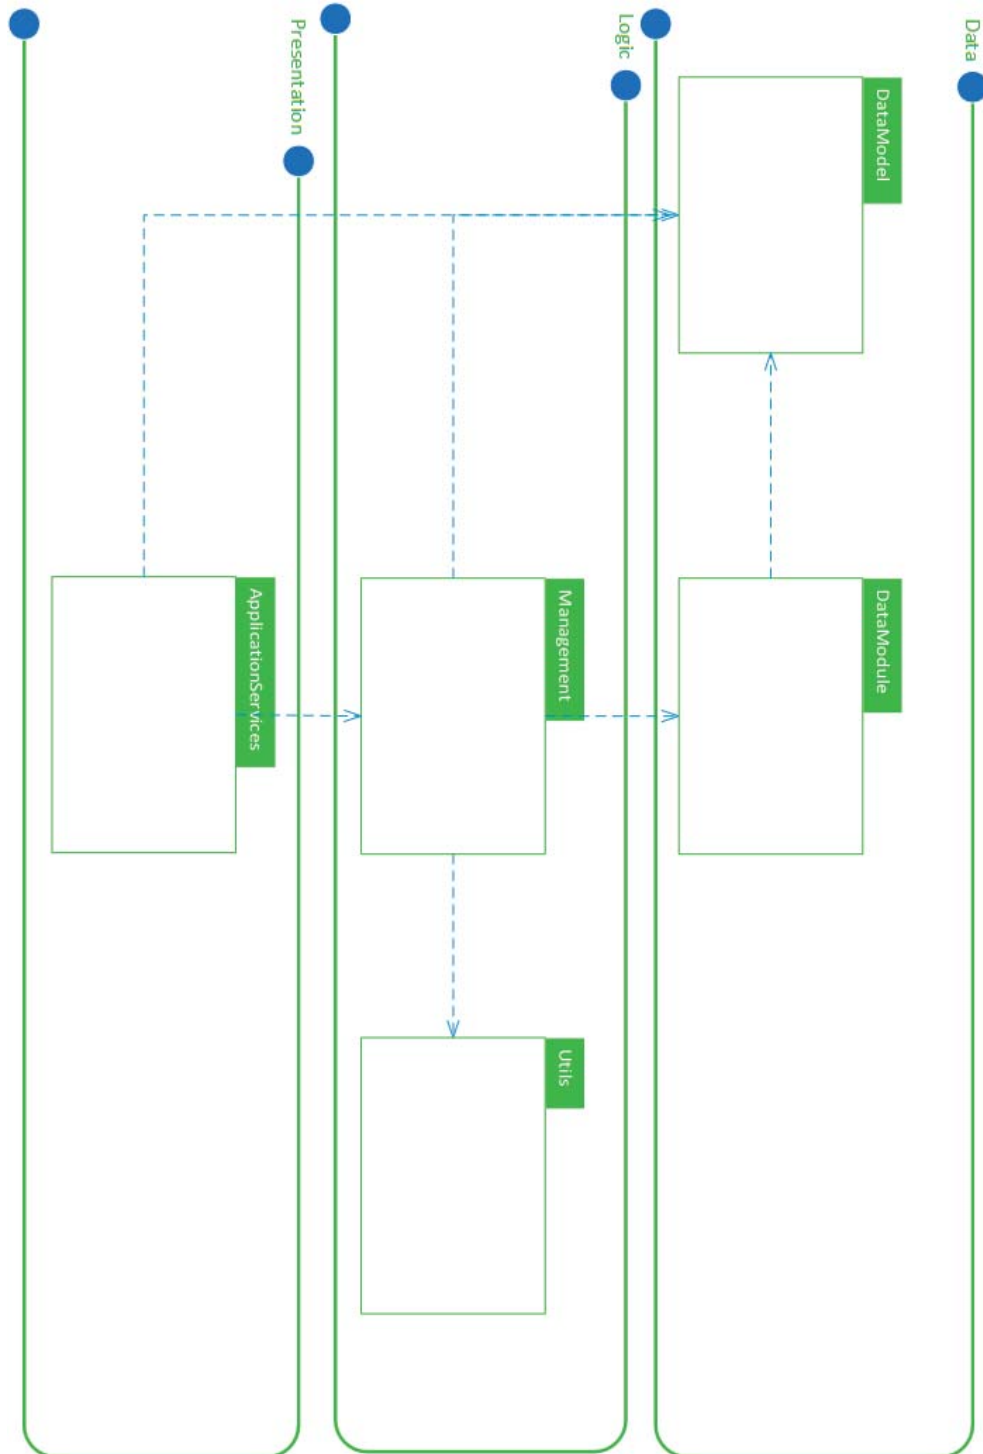 Data
DataModel
DataModule
Logic
Management
Utils
Presentation
ApplicationServices